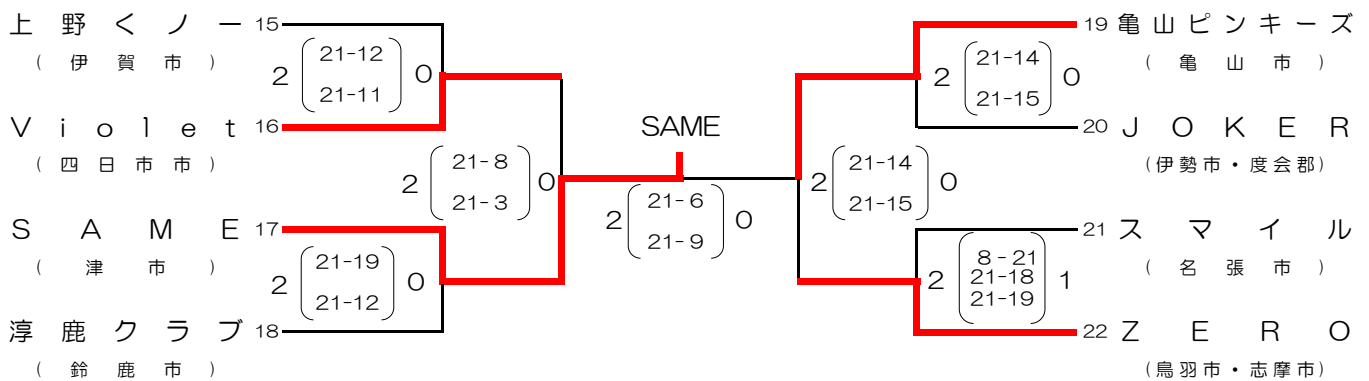 上野くノー 15
(伊賀市)
2 21-12 0
21-11
Violet 16
(四日市市)
2 21-8 0
21-3
SAME 17
(津市)
2 21-19 0
21-12
淳鹿クラブ 18
(鈴鹿市)
SAME
2 21-6 0
21-9
19 亀山ピンキーズ
(亀山市)
2 21-14 0
21-15
20 JOKER
(伊勢市・度会郡)
2 21-14 0
21-15
21 スマイル
(名張市)
8-21
2 21-18 1
21-19
22 ZERO
(鳥羽市・志摩市)